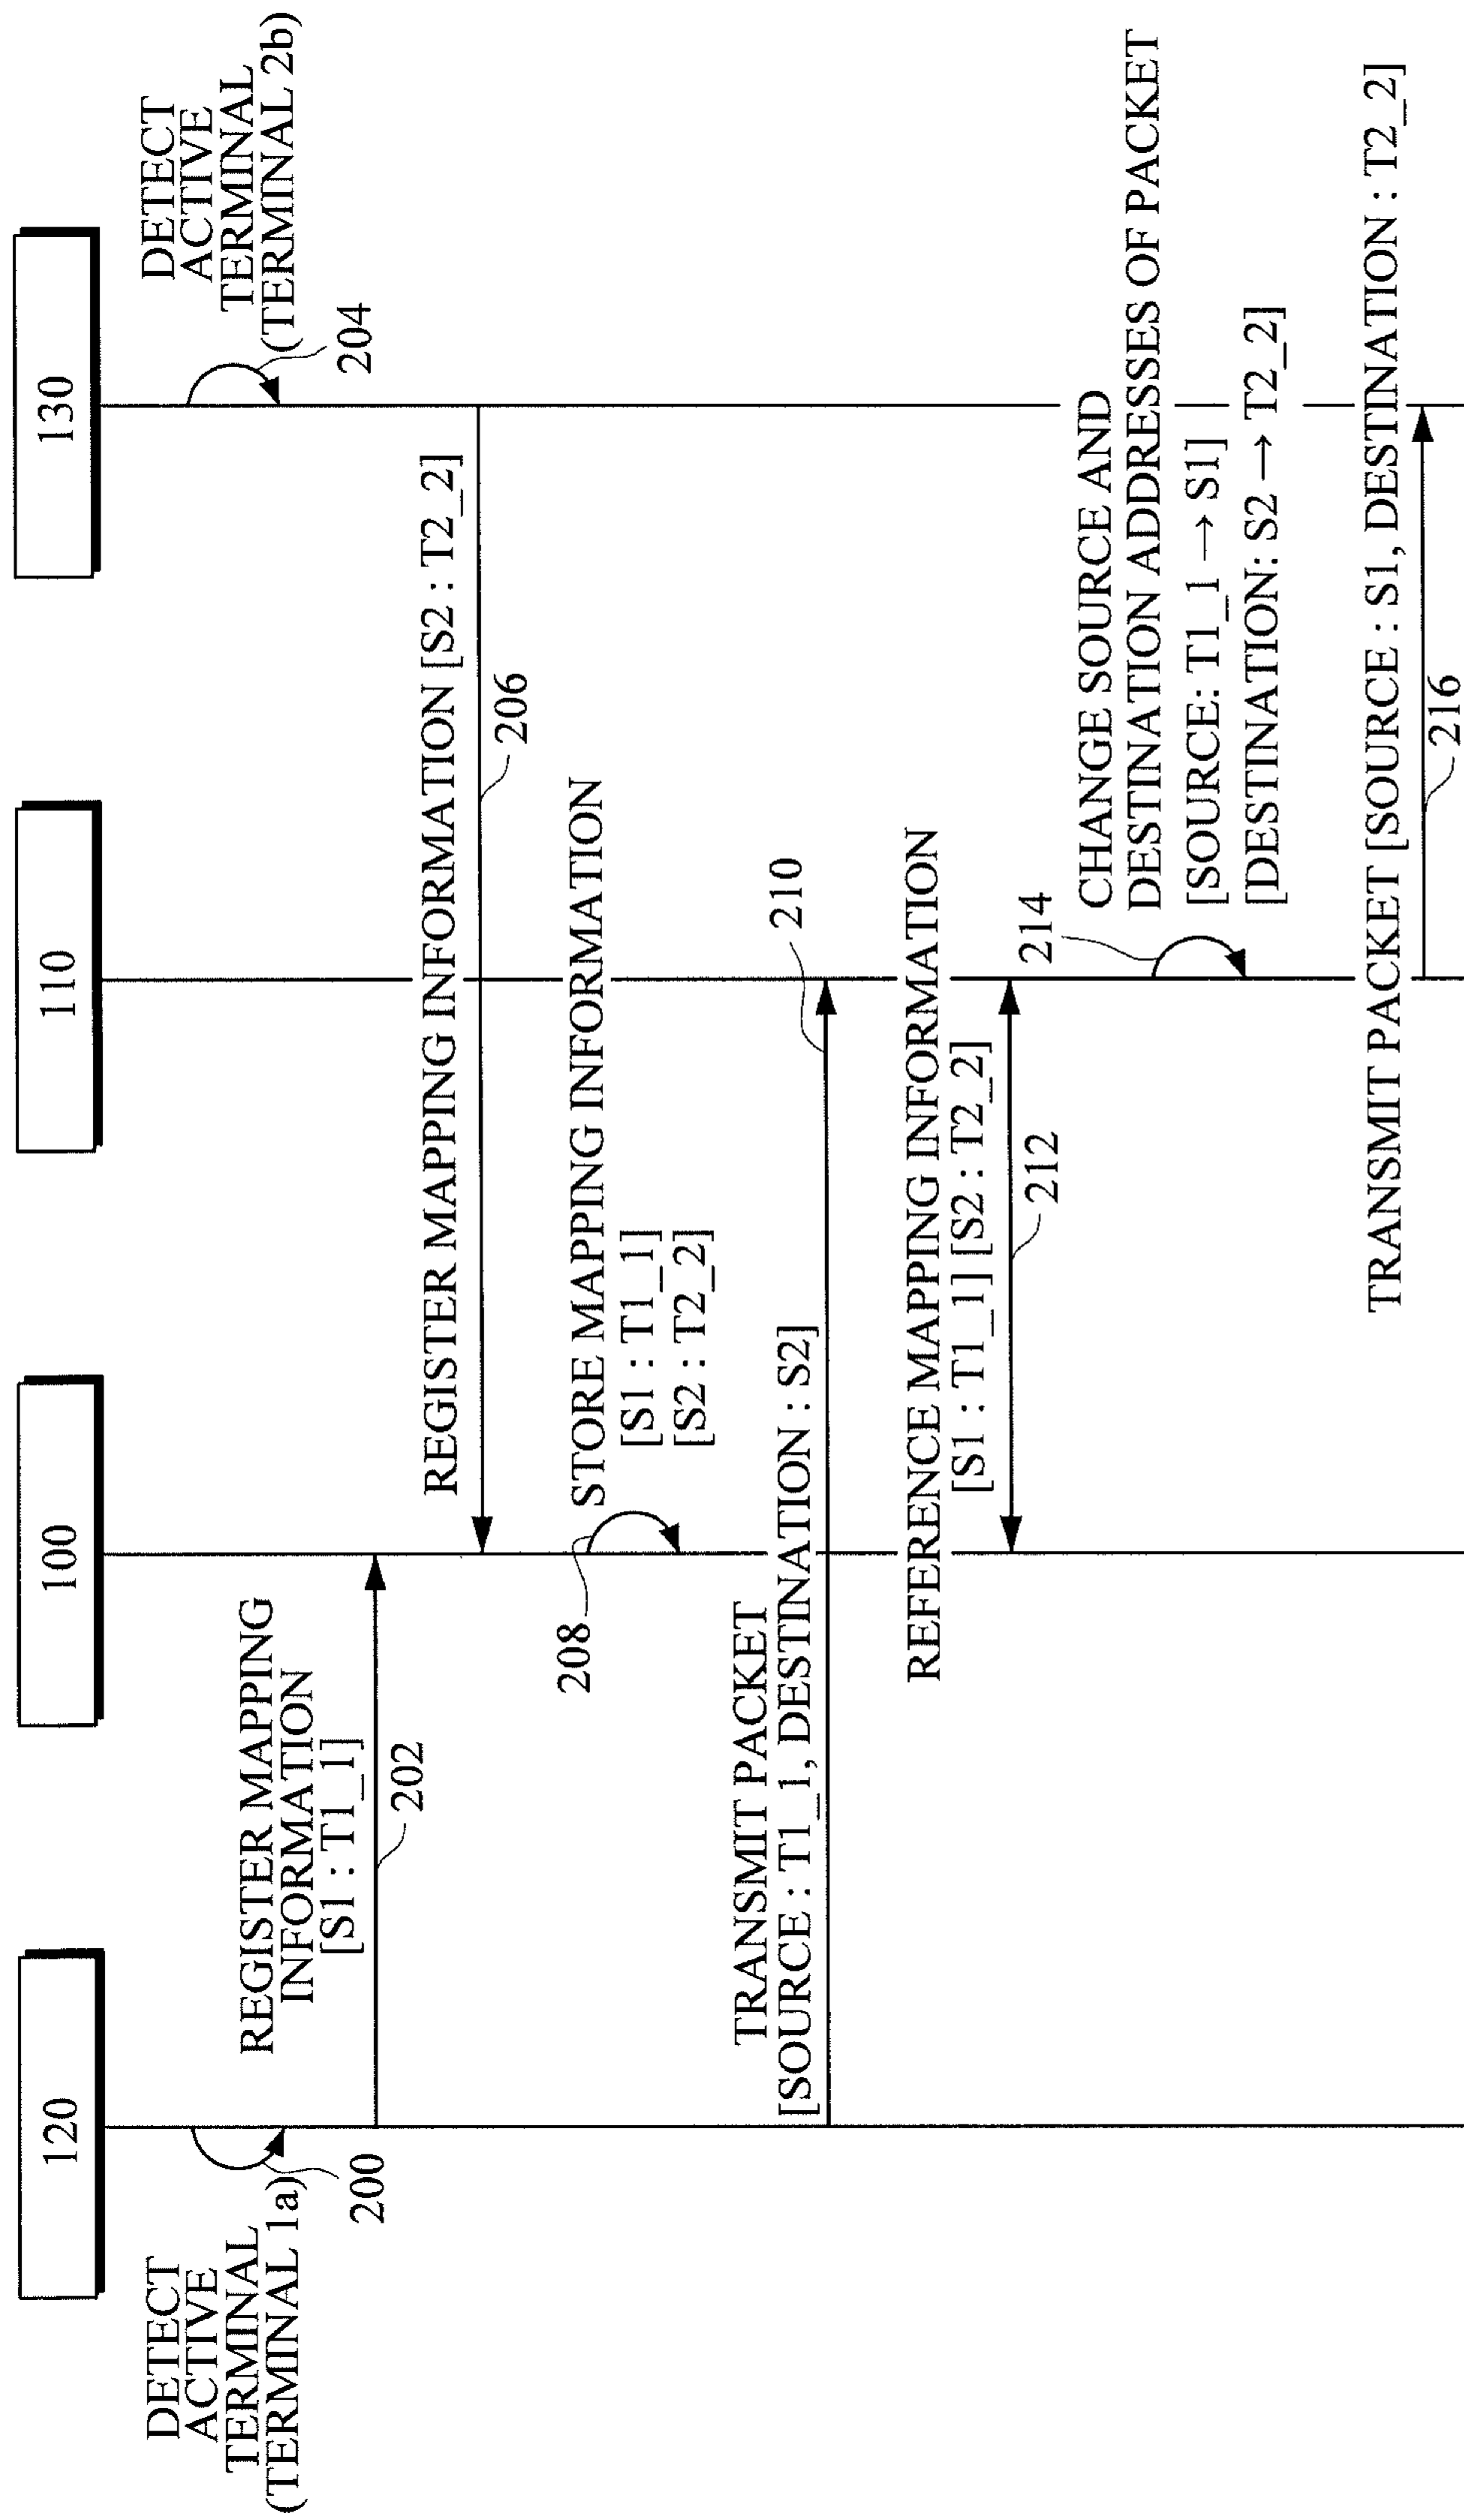 120
100
110
130
DETECT
ACTIVE
TERMINAL
(TERMINAL 1a)
200
DETECT
ACTIVE
TERMINAL
(TERMINAL 2b)
204
REGISTER MAPPING
INFORMATION
[S1 : T1_1]
202
REGISTER MAPPING INFORMATION [S2 : T2_2]
206
STORE MAPPING INFORMATION
[S1 : T1_1]
[S2 : T2_2]
208
TRANSMIT PACKET
[SOURCE : T1_1, DESTINATION : S2]
210
REFERENCE MAPPING INFORMATION
[S1 : T1_1] [S2 : T2_2]
212
214
CHANGE SOURCE AND
DESTINATION ADDRESSES OF PACKET
[SOURCE: T1_1 → S1]
[DESTINATION: S2 → T2_2]
TRANSMIT PACKET [SOURCE : S1, DESTINATION : T2_2]
216